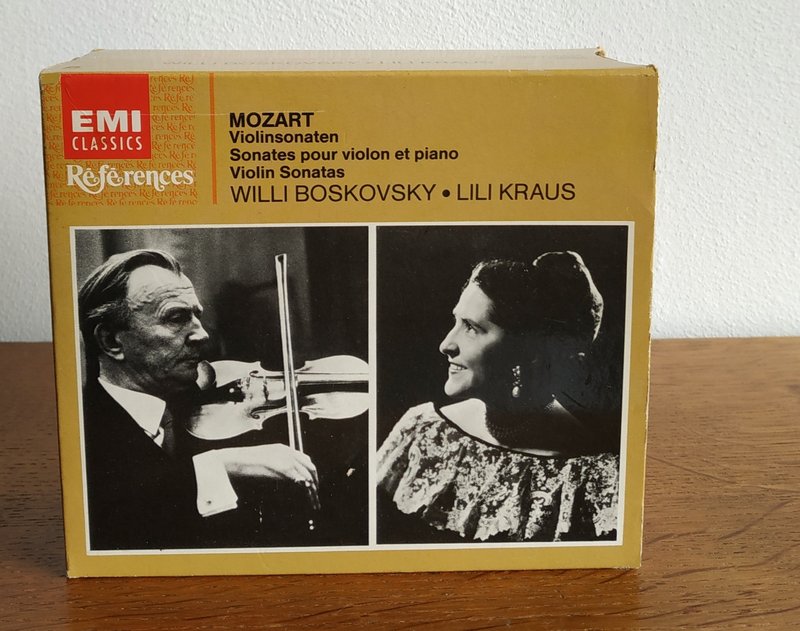 EMI
CLASSICS
Références
MOZART
Violinsonaten
Sonates pour violon et piano
Violin Sonatas
WILLI BOSKOVSKY • LILI KRAUS